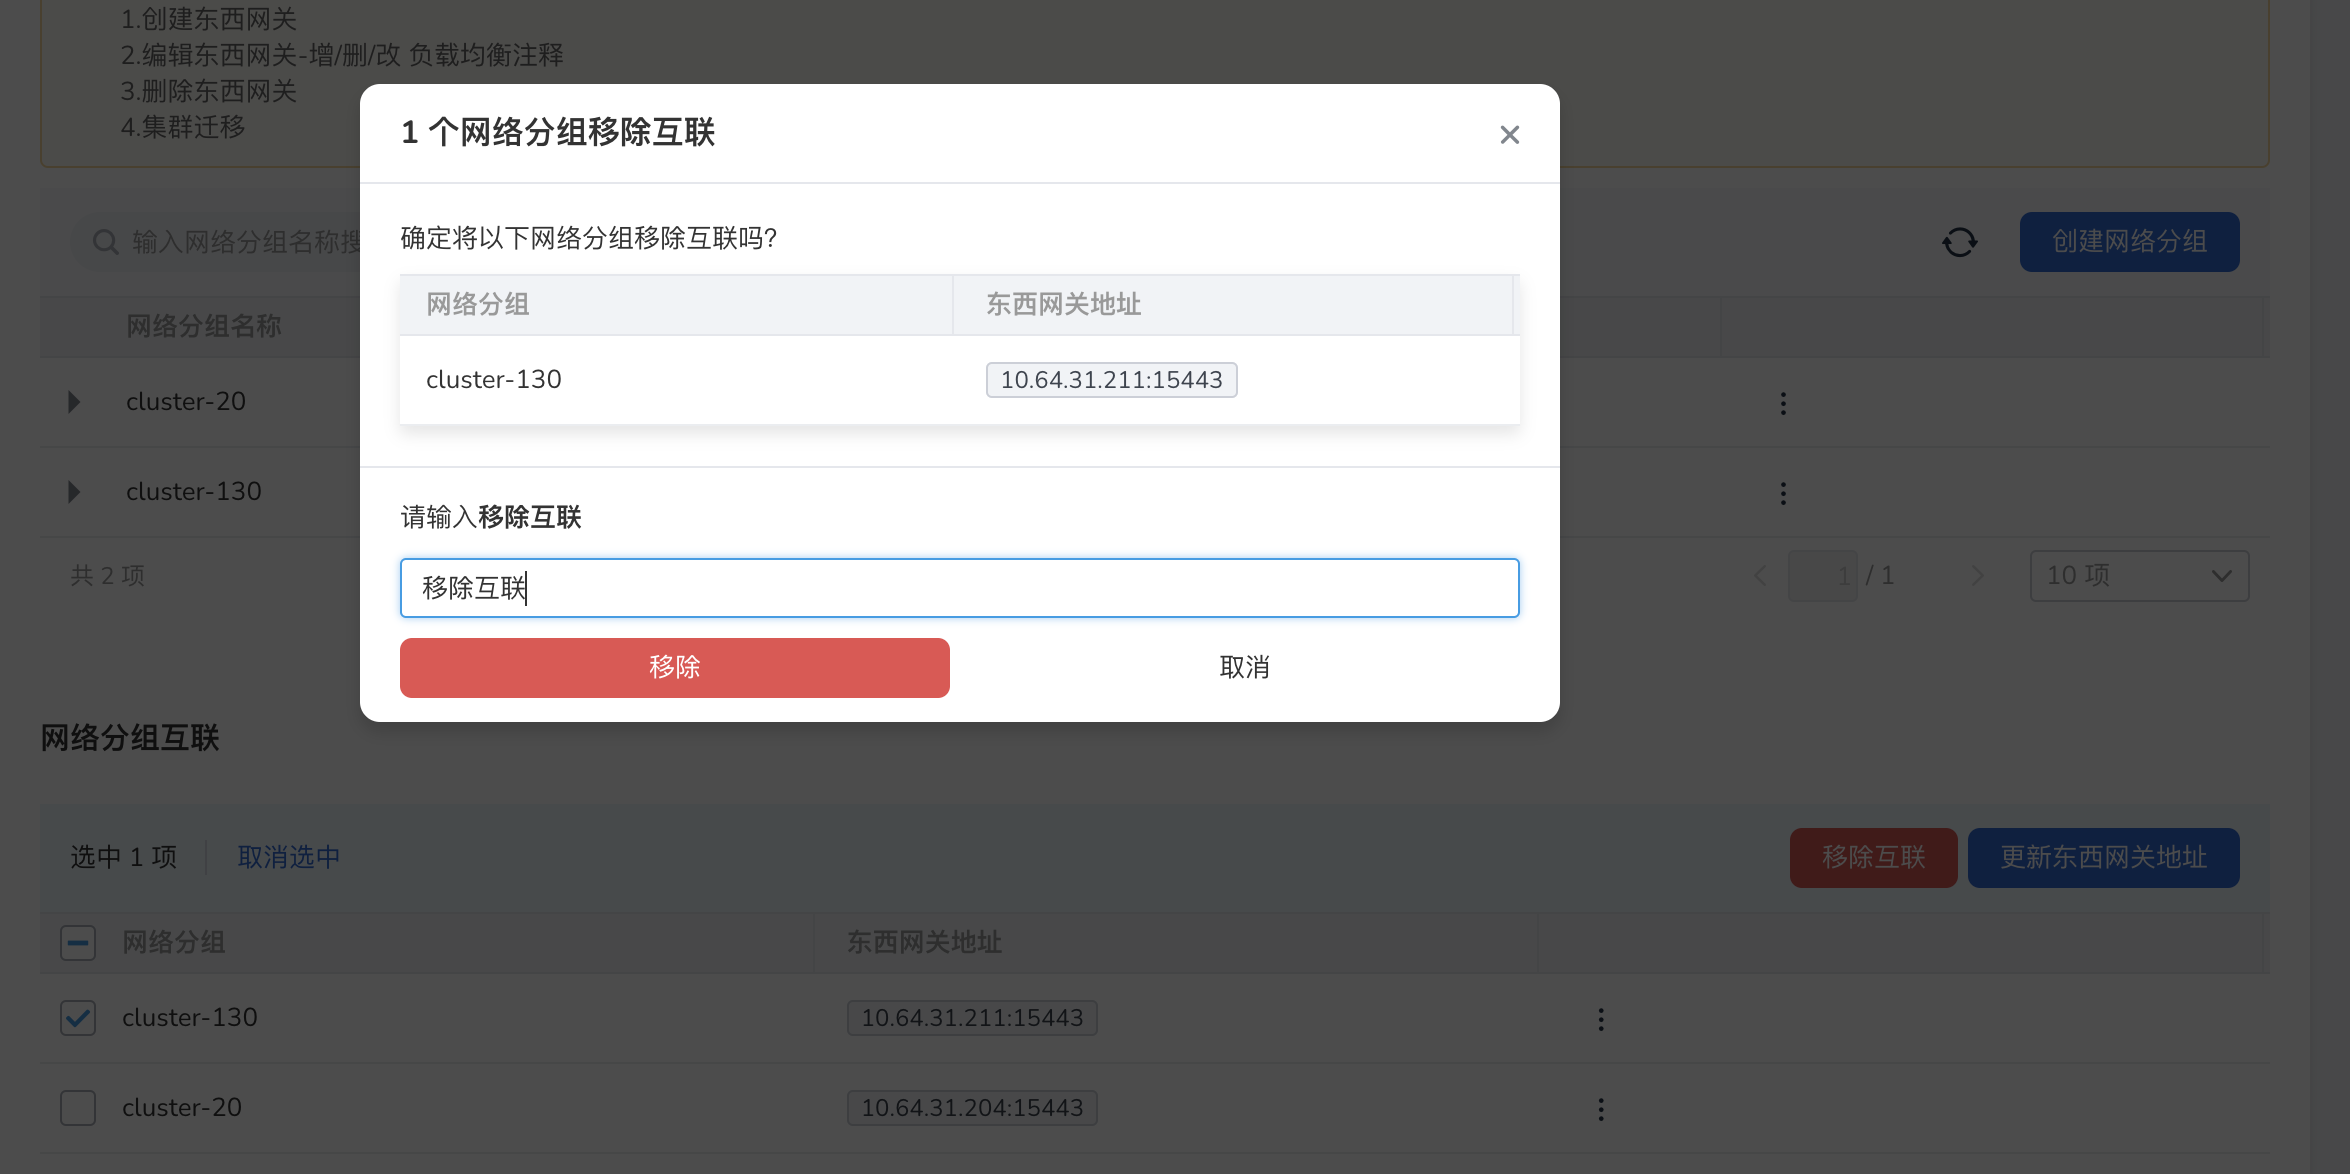 1.创建东西网关
2.编辑东西网关-增/删/改 负载均衡注释
3.删除东西网关
4.集群迁移
1 个网络分组移除互联
确定将以下网络分组移除互联吗?
网络分组 东西网关地址
cluster-130 10.64.31.211:15443
请输入移除互联
移除互联
移除 取消
输入网络分组名称搜
创建网络分组
网络分组名称
cluster-20
cluster-130
共 2 项
1 / 1
10 项
网络分组互联
选中 1 项 取消选中 移除互联 更新东西网关地址
网络分组 东西网关地址
cluster-130 10.64.31.211:15443
cluster-20 10.64.31.204:15443